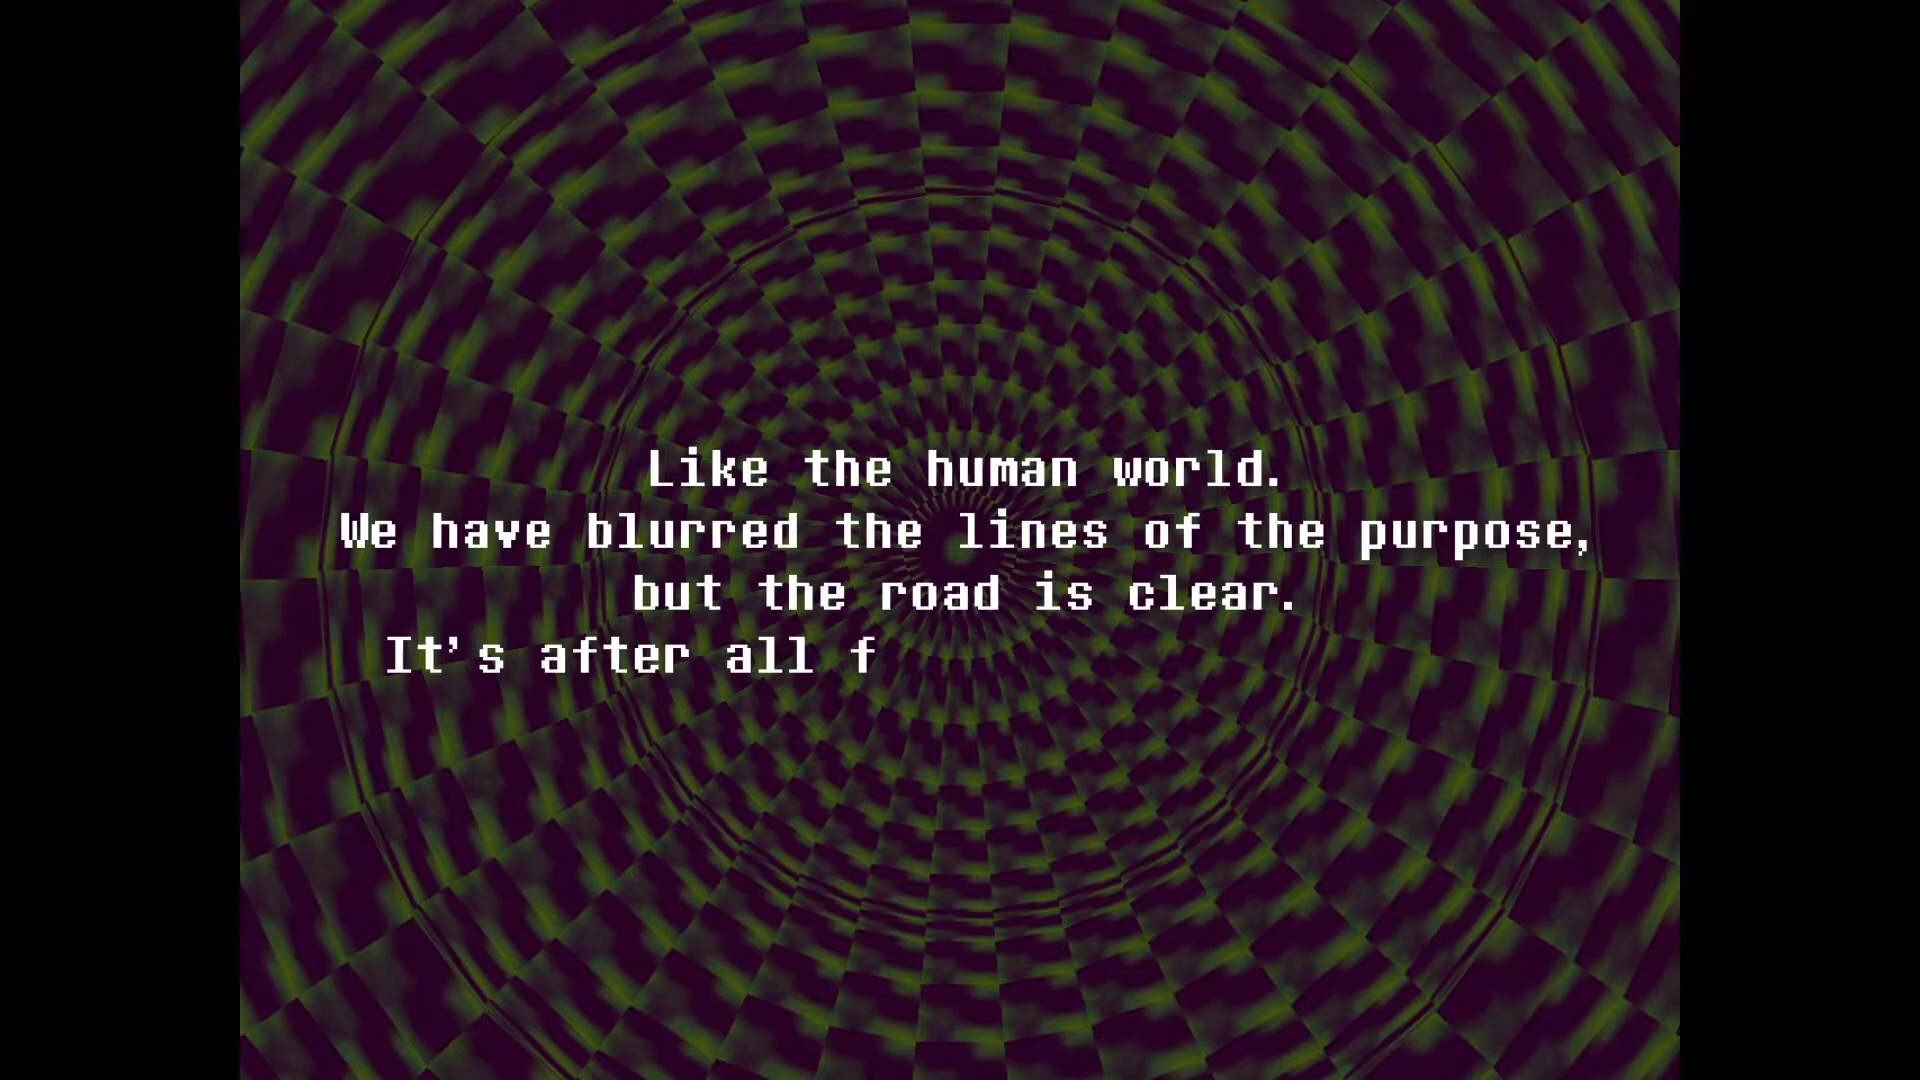 Like the human world.
We have blurred the lines of the purpose,
but the road is clear.
It's after all f